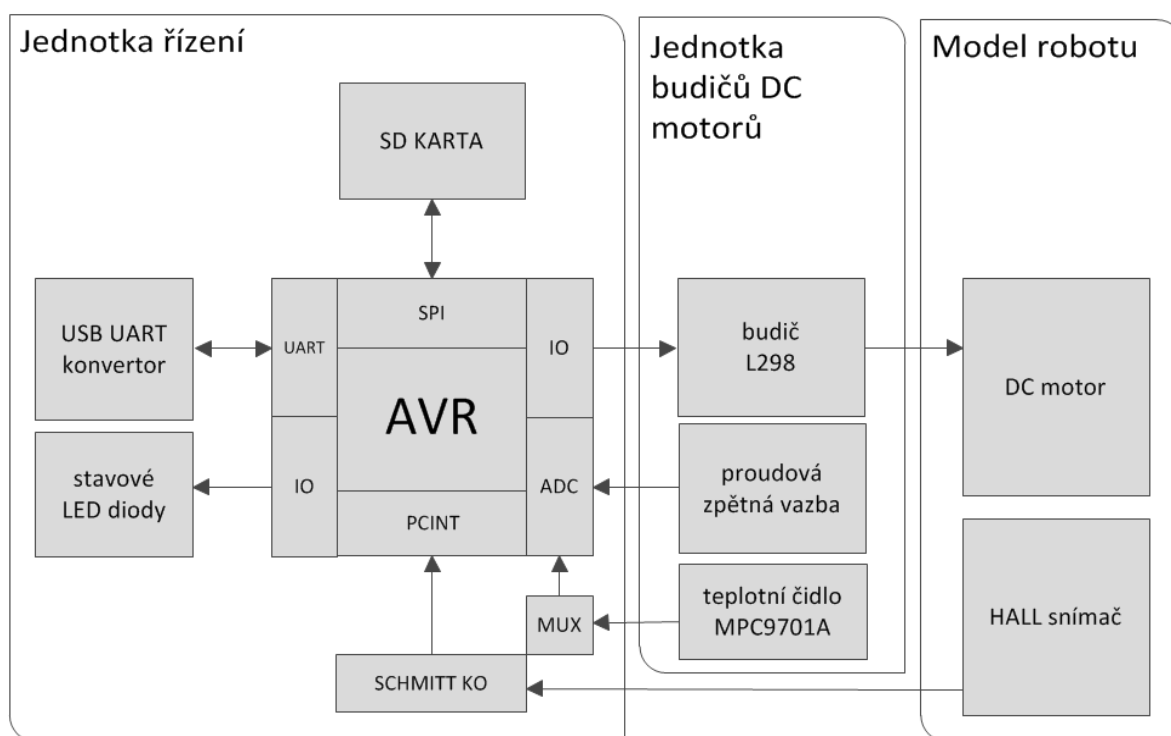 Jednotka řízení
SD KARTA
USB UART
konvertor
stavové
LED diody
UART
IO
SPI
AVR
PCINT
IO
ADC
MUX
SCHMITT KO
Jednotka
budičů DC
motorů
budič
L298
proudová
zpětná vazba
teplotní čidlo
MPC9701A
Model robotu
DC motor
HALL snímač